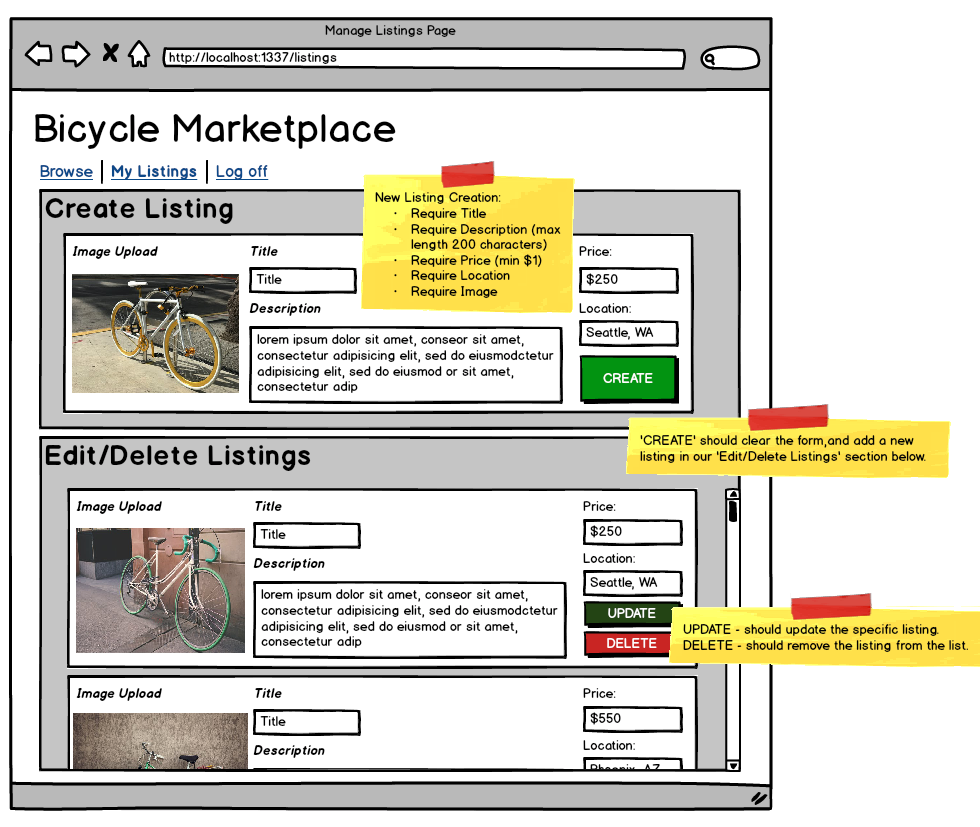 Manage Listings Page
http://localhost:1337/listings
Bicycle Marketplace
Browse My Listings Log off
Create Listing
New Listing Creation:
· Require Title
· Require Description (max
length 200 characters)
· Require Price (min $1)
· Require Location
· Require Image
Image Upload
Title
Title
Description
lorem ipsum dolor sit amet, conseor sit amet,
consectetur adipisicing elit, sed do eiusmodctetur
adipisicing elit, sed do eiusmod or sit amet,
consectetur adip
Price:
$250
Location:
Seattle, WA
CREATE
'CREATE' should clear the form,and add a new
listing in our 'Edit/Delete Listings' section below.
Edit/Delete Listings
Image Upload
Title
Title
Description
lorem ipsum dolor sit amet, conseor sit amet,
consectetur adipisicing elit, sed do eiusmodctetur
adipisicing elit, sed do eiusmod or sit amet,
consectetur adip
Price:
$250
Location:
Seattle, WA
UPDATE
DELETE
UPDATE - should update the specific listing.
DELETE - should remove the listing from the list.
Image Upload
Title
Title
Description
Price:
$550
Location:
Phoenix, AZ